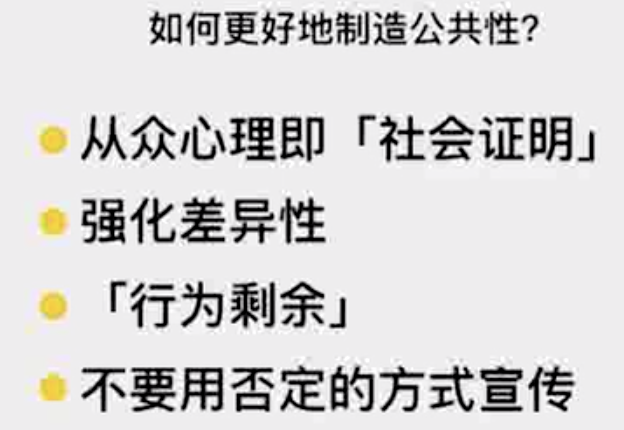 如何更好地制造公共性?
从众心理即「社会证明」
强化差异性
「行为剩余」
不要用否定的方式宣传